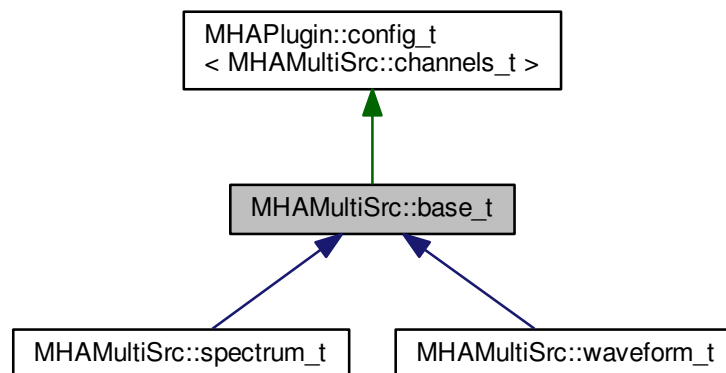 MHAPlugin::config_t
< MHAMultiSrc::channels_t >
MHAMultiSrc::base_t
MHAMultiSrc::spectrum_t
MHAMultiSrc::waveform_t